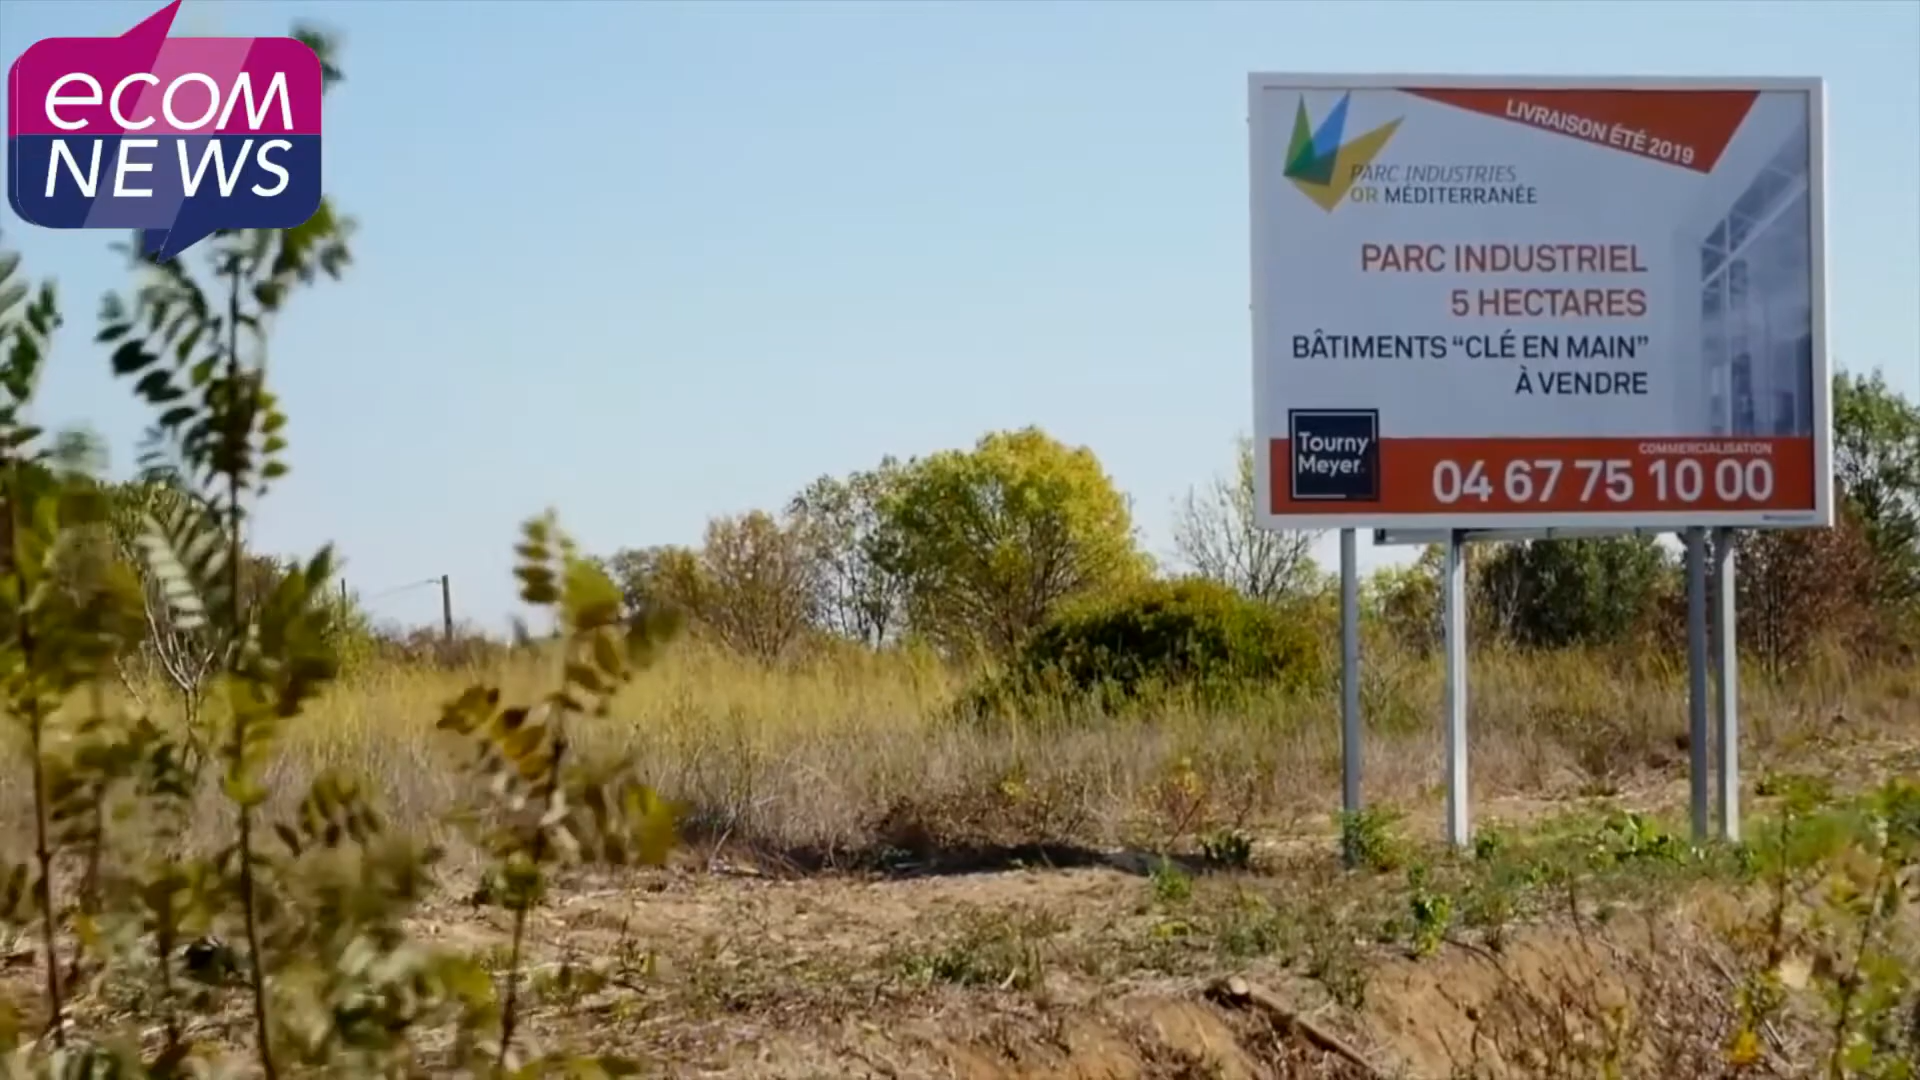 eCOM
NEWS
LIVRAISON ÉTÉ 2019
PARC INDUSTRIES
OR MÉDITERRANÉE
PARC INDUSTRIEL
5 HECTARES
BÂTIMENTS “CLÉ EN MAIN”
À VENDRE
Tourny
Meyer
COMMERCIALISATION
04 67 75 10 00